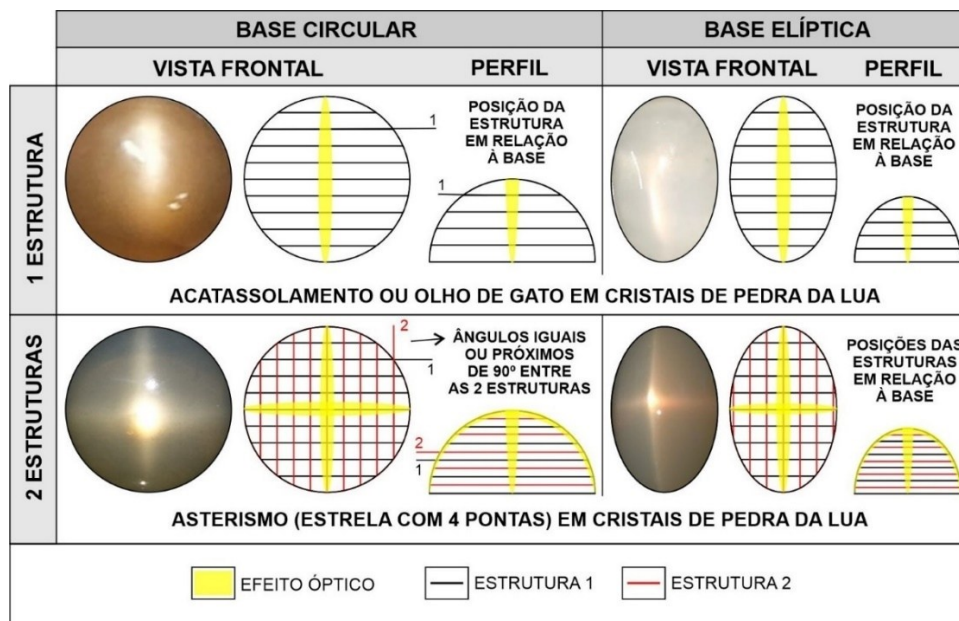 BASE CIRCULAR
BASE ELÍPTICA
VISTA FRONTAL
PERFIL
VISTA FRONTAL
PERFIL
1 ESTRUTURA
1
POSIÇÃO DA
ESTRUTURA
EM RELAÇÃO
À BASE
1
POSIÇÃO DA
ESTRUTURA
EM RELAÇÃO
À BASE
ACATASSOLAMENTO OU OLHO DE GATO EM CRISTAIS DE PEDRA DA LUA
2 ESTRUTURAS
2
1
ÂNGULOS IGUAIS
OU PRÓXIMOS
DE 90º ENTRE
AS 2 ESTRUTURAS
2
1
POSIÇÕES DAS
ESTRUTURAS
EM RELAÇÃO
À BASE
ASTERISMO (ESTRELA COM 4 PONTAS) EM CRISTAIS DE PEDRA DA LUA
EFEITO ÓPTICO
ESTRUTURA 1
ESTRUTURA 2